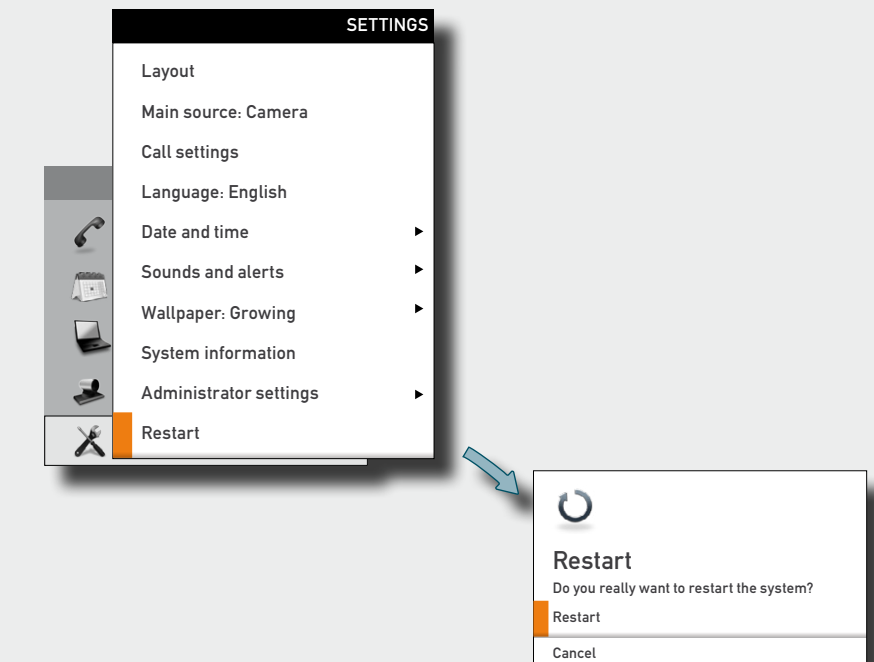 SETTINGS
Layout
Main source: Camera
Call settings
Language: English
Date and time
Sounds and alerts
Wallpaper: Growing
System information
Administrator settings
Restart
Restart
Do you really want to restart the system?
Restart
Cancel